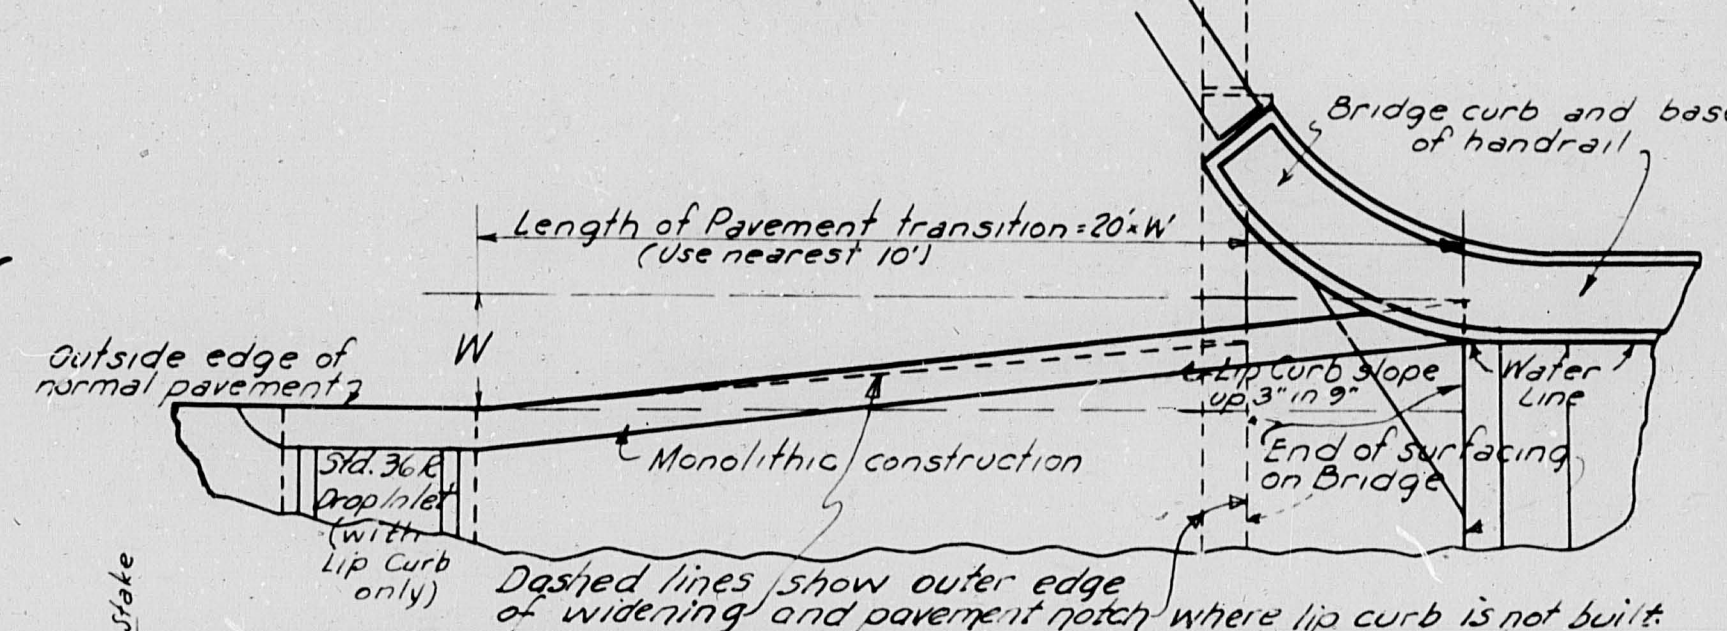 Bridge curb and base
of handrail
Length of Pavement transition = 20' x W'
(Use nearest 10')
W
Outside edge of
normal pavement
Lip Curb slope
up 3" in 9"
Water
Line
End of surfacing
on Bridge
Monolithic construction
Std. 36R
Drop Inlet
(with
Lip Curb
only)
stake
Dashed lines show outer edge
of widening and pavement notch where lip curb is not built.